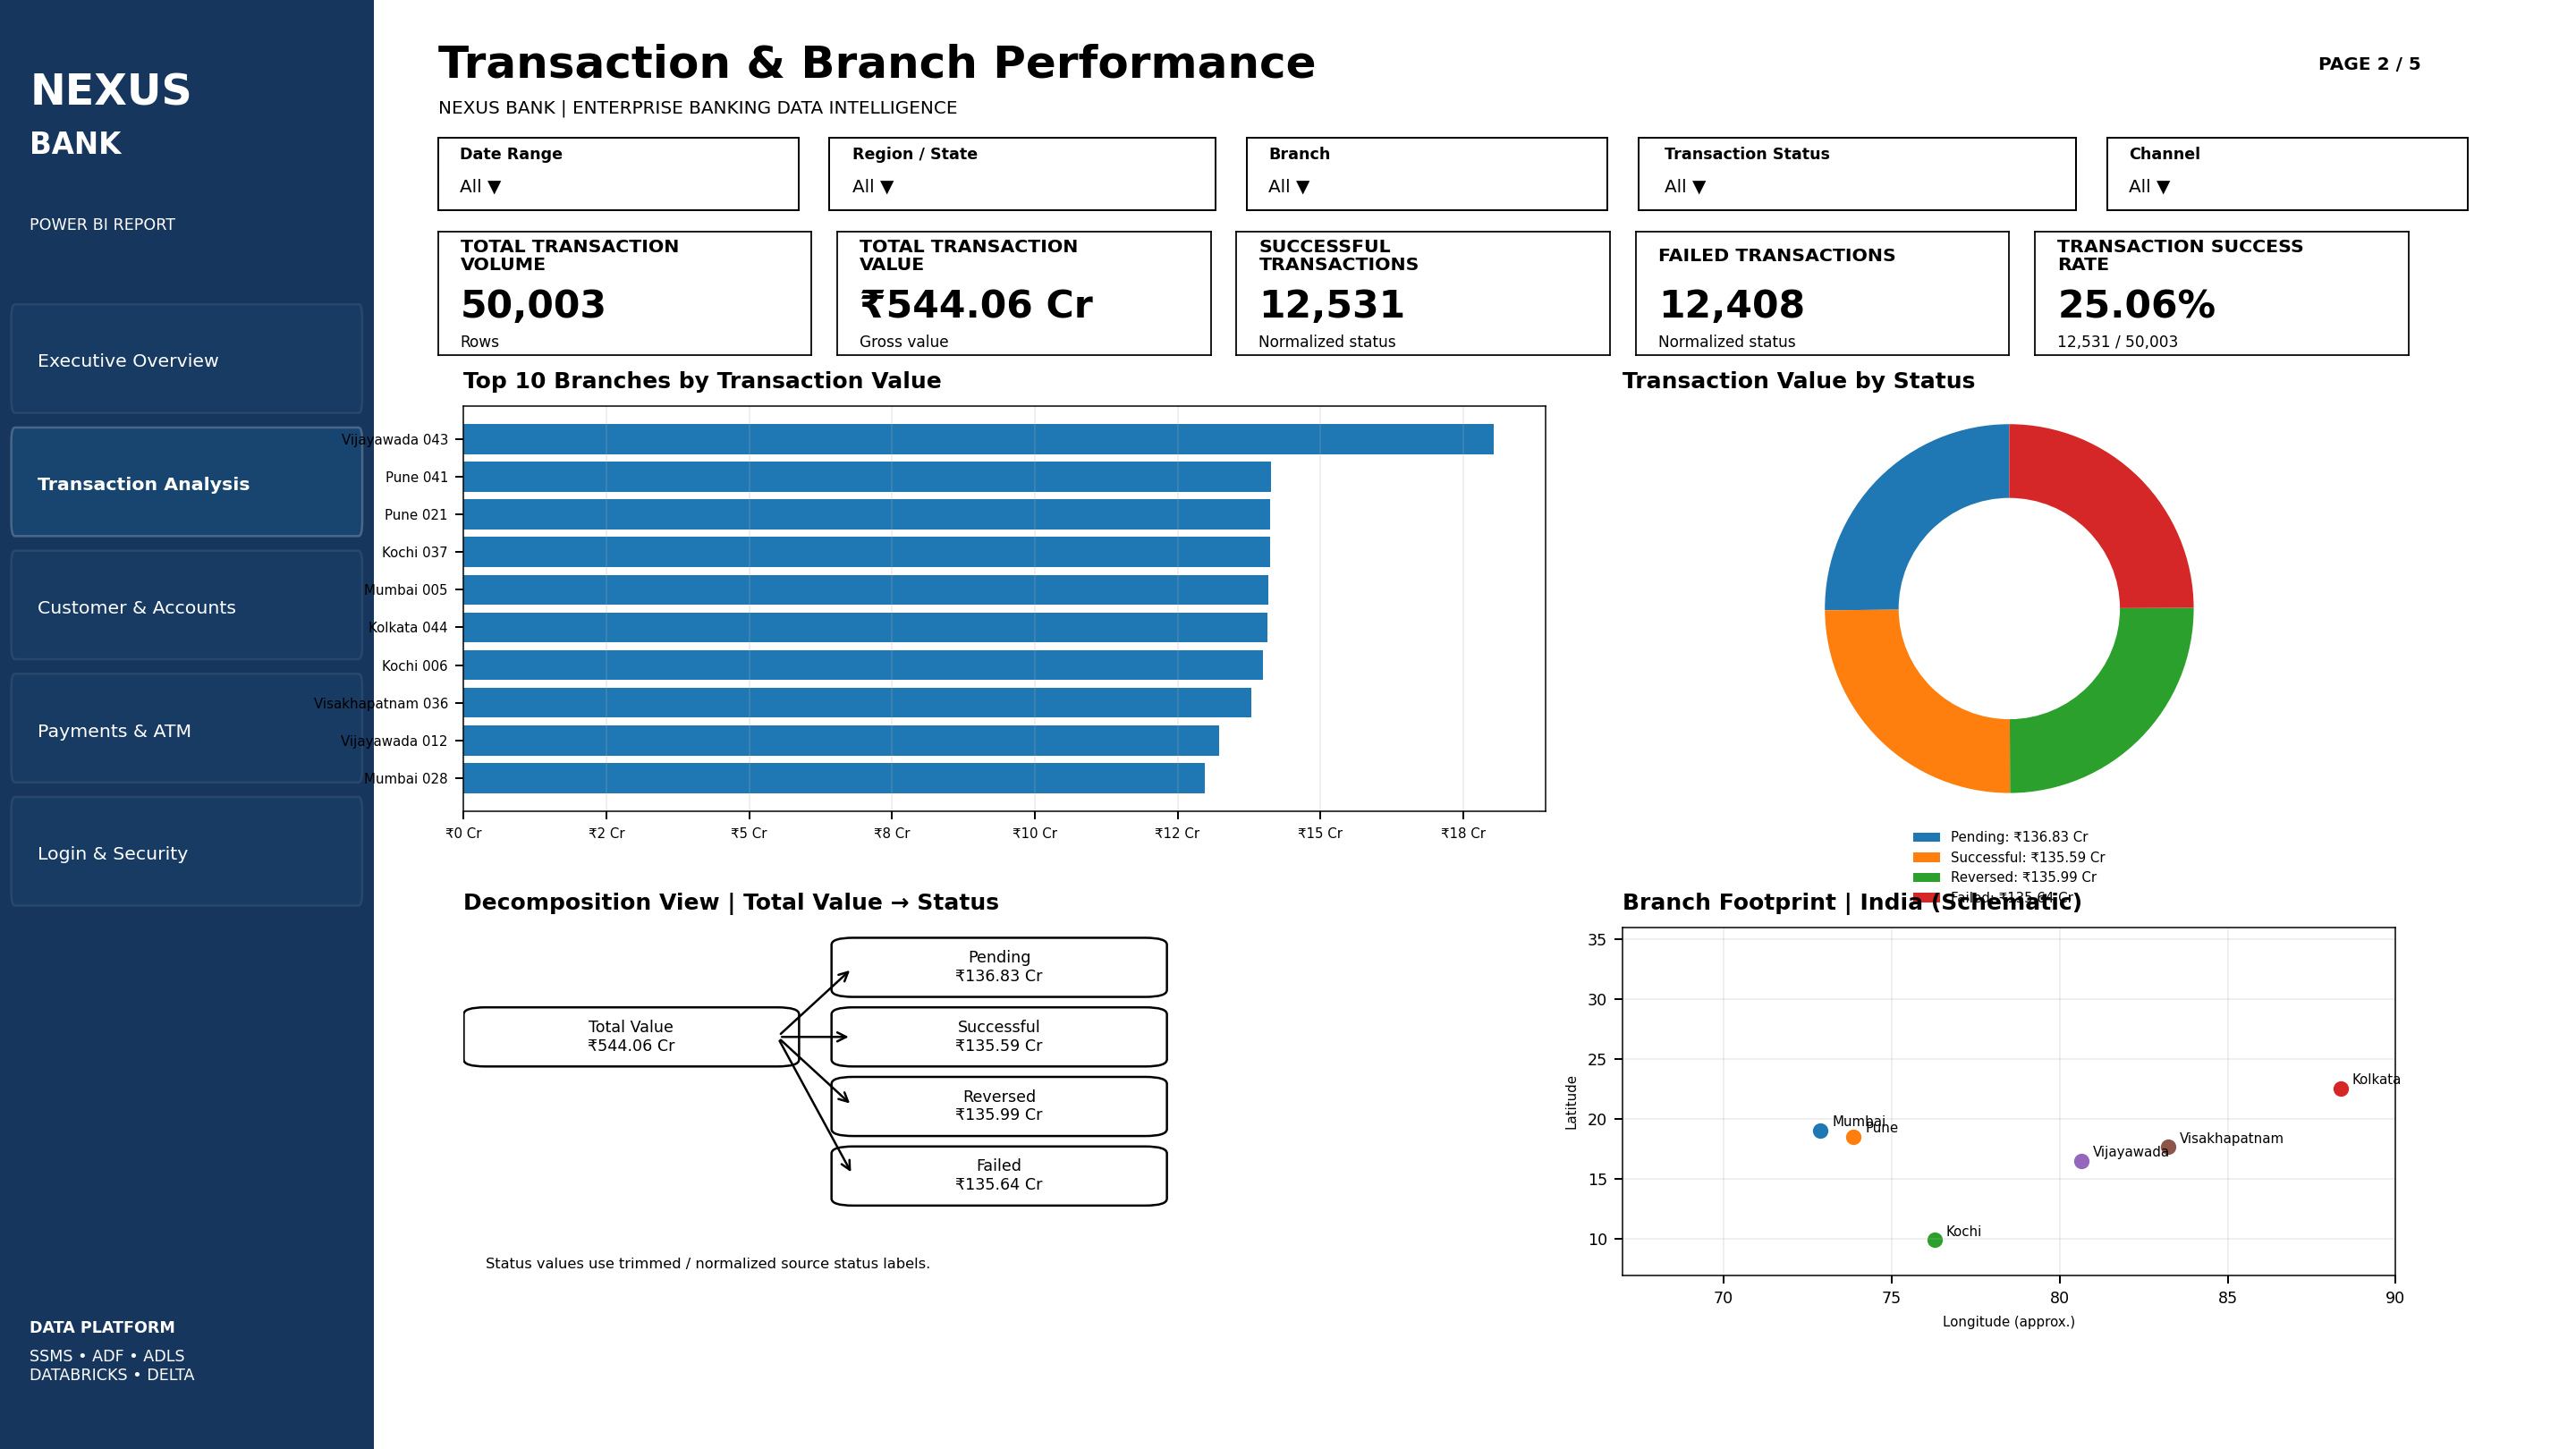 NEXUS
BANK
POWER BI REPORT
Executive Overview
Transaction Analysis
Customer & Accounts
Payments & ATM
Login & Security
DATA PLATFORM
SSMS • ADF • ADLS
DATABRICKS • DELTA
Transaction & Branch Performance
PAGE 2 / 5
NEXUS BANK | ENTERPRISE BANKING DATA INTELLIGENCE
Date Range
All ▼
Region / State
All ▼
Branch
All ▼
Transaction Status
All ▼
Channel
All ▼
TOTAL TRANSACTION
VOLUME
50,003
Rows
TOTAL TRANSACTION
VALUE
₹544.06 Cr
Gross value
SUCCESSFUL
TRANSACTIONS
12,531
Normalized status
FAILED TRANSACTIONS
12,408
Normalized status
TRANSACTION SUCCESS
RATE
25.06%
12,531 / 50,003
Top 10 Branches by Transaction Value
Vijayawada 043
Pune 041
Pune 021
Kochi 037
Mumbai 005
Kolkata 044
Kochi 006
Visakhapatnam 036
Vijayawada 012
Mumbai 028
₹0 Cr
₹2 Cr
₹5 Cr
₹8 Cr
₹10 Cr
₹12 Cr
₹15 Cr
₹18 Cr
Transaction Value by Status
Pending: ₹136.83 Cr
Successful: ₹135.59 Cr
Reversed: ₹135.99 Cr
Failed: ₹135.64 Cr
Decomposition View | Total Value → Status
Total Value
₹544.06 Cr
Pending
₹136.83 Cr
Successful
₹135.59 Cr
Reversed
₹135.99 Cr
Failed
₹135.64 Cr
Status values use trimmed / normalized source status labels.
Branch Footprint | India (Schematic)
35
30
25
20
15
10
Latitude
Kolkata
Mumbai
Pune
Visakhapatnam
Vijayawada
Kochi
70
75
80
85
90
Longitude (approx.)